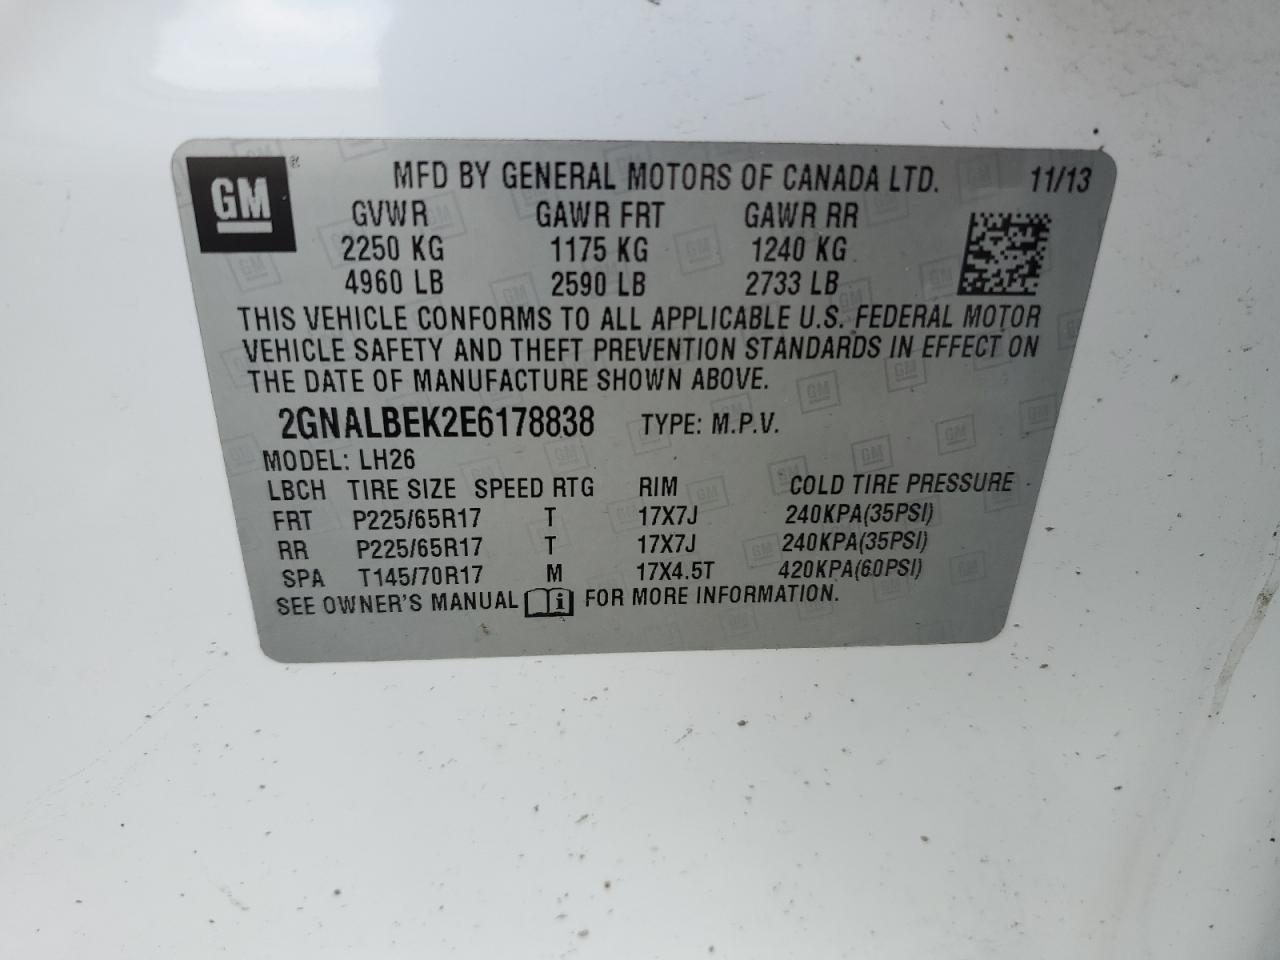 GM ® MFD BY GENERAL MOTORS OF CANADA LTD. 11/13
GVWR GAWR FRT GAWR RR
2250 KG 1175 KG 1240 KG
4960 LB 2590 LB 2733 LB
THIS VEHICLE CONFORMS TO ALL APPLICABLE U.S. FEDERAL MOTOR
VEHICLE SAFETY AND THEFT PREVENTION STANDARDS IN EFFECT ON
THE DATE OF MANUFACTURE SHOWN ABOVE.
2GNALBEK2E6178838 TYPE: M.P.V.
MODEL: LH26
LBCH TIRE SIZE SPEED RTG RIM COLD TIRE PRESSURE
FRT P225/65R17 T 17X7J 240KPA(35PSI)
RR P225/65R17 T 17X7J 240KPA(35PSI)
SPA T145/70R17 M 17X4.5T 420KPA(60PSI)
SEE OWNER'S MANUAL i FOR MORE INFORMATION.